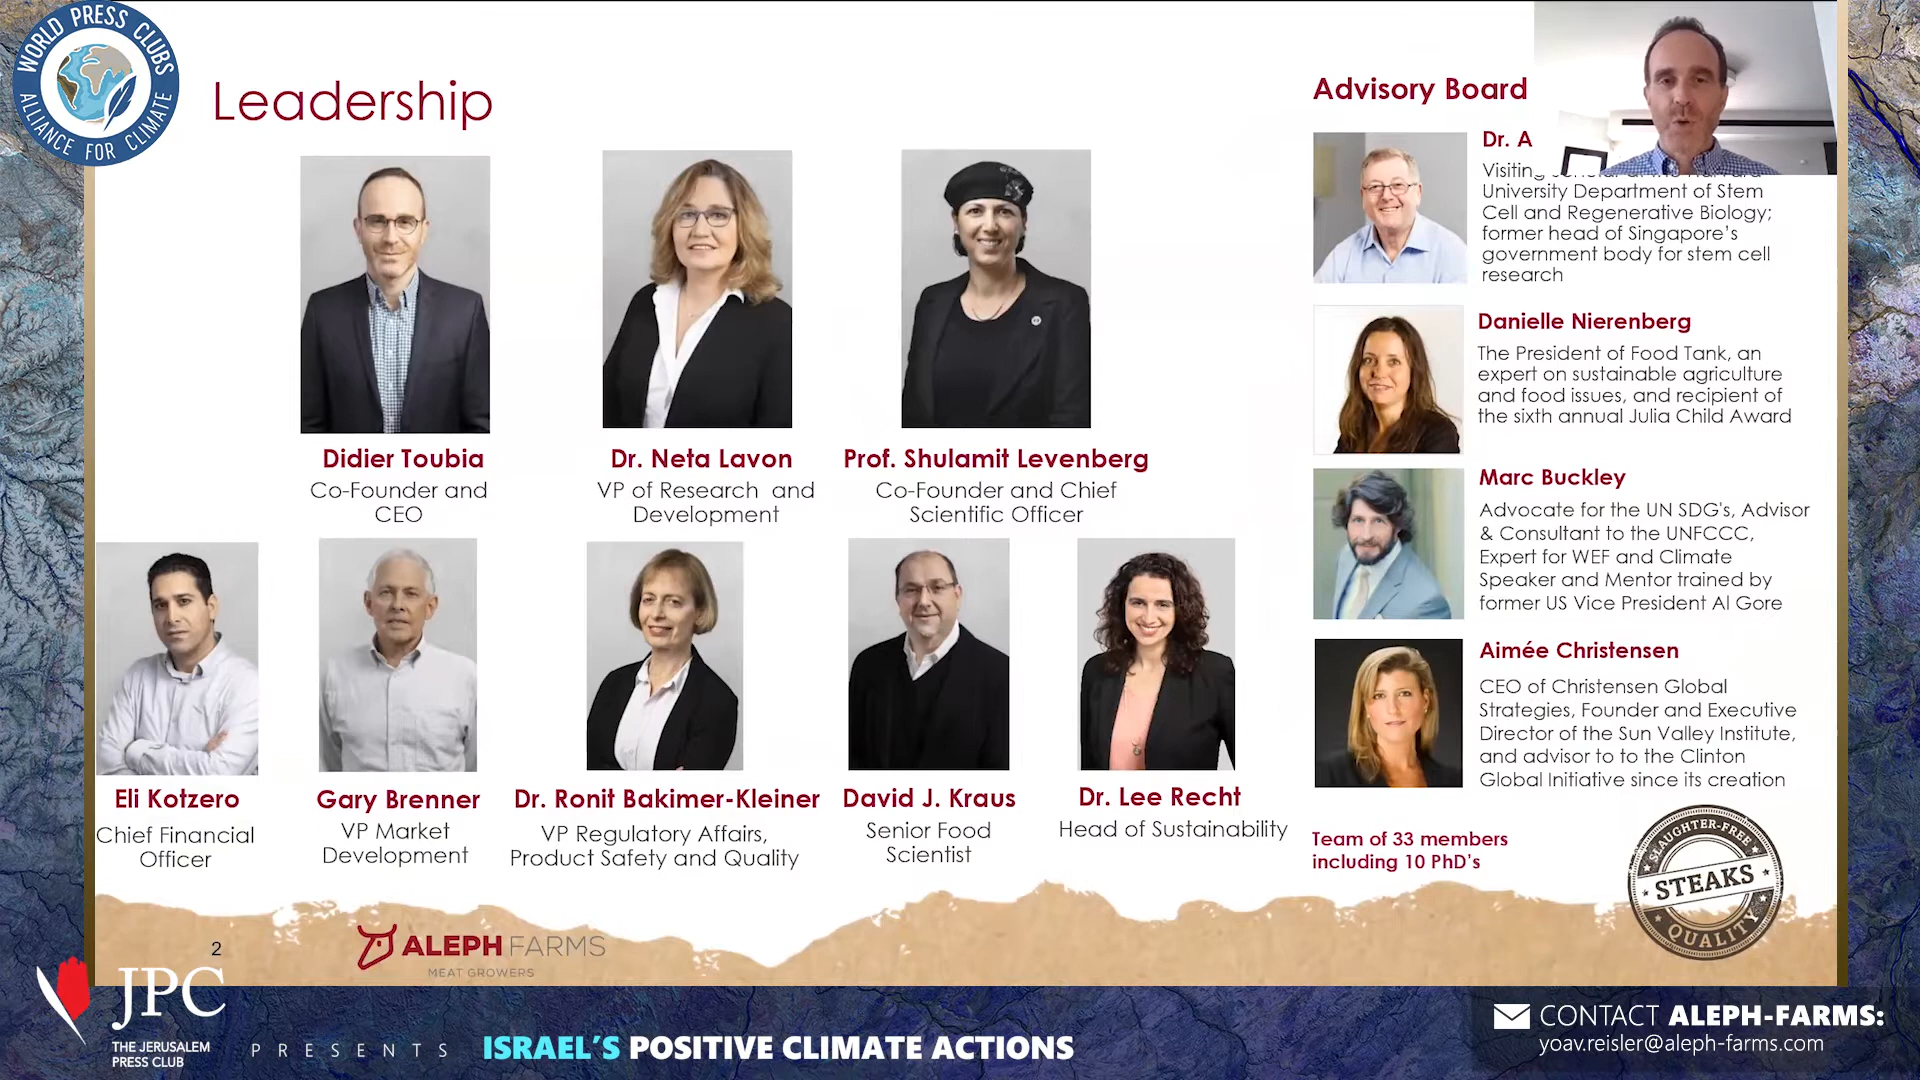 WORLD PRESS CLUBS
ALLIANCE FOR CLIMATE
Leadership
Didier Toubia
Co-Founder and
CEO
Dr. Neta Lavon
VP of Research and
Development
Prof. Shulamit Levenberg
Co-Founder and Chief
Scientific Officer
Eli Kotzero
Chief Financial
Officer
Gary Brenner
VP Market
Development
Dr. Ronit Bakimer-Kleiner
VP Regulatory Affairs,
Product Safety and Quality
David J. Kraus
Senior Food
Scientist
Dr. Lee Recht
Head of Sustainability
Advisory Board
Dr. A
Visiting
University Department of Stem
Cell and Regenerative Biology;
former head of Singapore's
government body for stem cell
research
Danielle Nierenberg
The President of Food Tank, an
expert on sustainable agriculture
and food issues, and recipient of
the sixth annual Julia Child Award
Marc Buckley
Advocate for the UN SDG's, Advisor
& Consultant to the UNFCCC,
Expert for WEF and Climate
Speaker and Mentor trained by
former US Vice President Al Gore
Aimée Christensen
CEO of Christensen Global
Strategies, Founder and Executive
Director of the Sun Valley Institute,
and advisor to to the Clinton
Global Initiative since its creation
Team of 33 members
including 10 PhD's
SLAUGHTER-FREE
STEAKS
QUALITY
2
ALEPH FARMS
MEAT GROWERS
JPC
THE JERUSALEM
PRESS CLUB
PRESENTS
ISRAEL'S POSITIVE CLIMATE ACTIONS
CONTACT ALEPH-FARMS:
yoav.reisler@aleph-farms.com